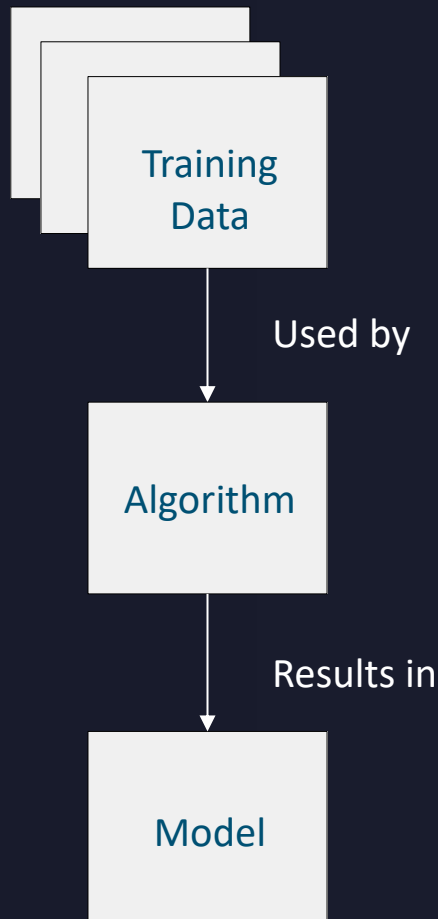 Training
Data
Used by
Algorithm
Results in
Model